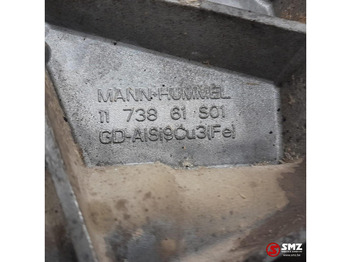 MANN+HUMMEL
11 738 61 S01
GD-AlSi9Cu3(Fe)
SMZ